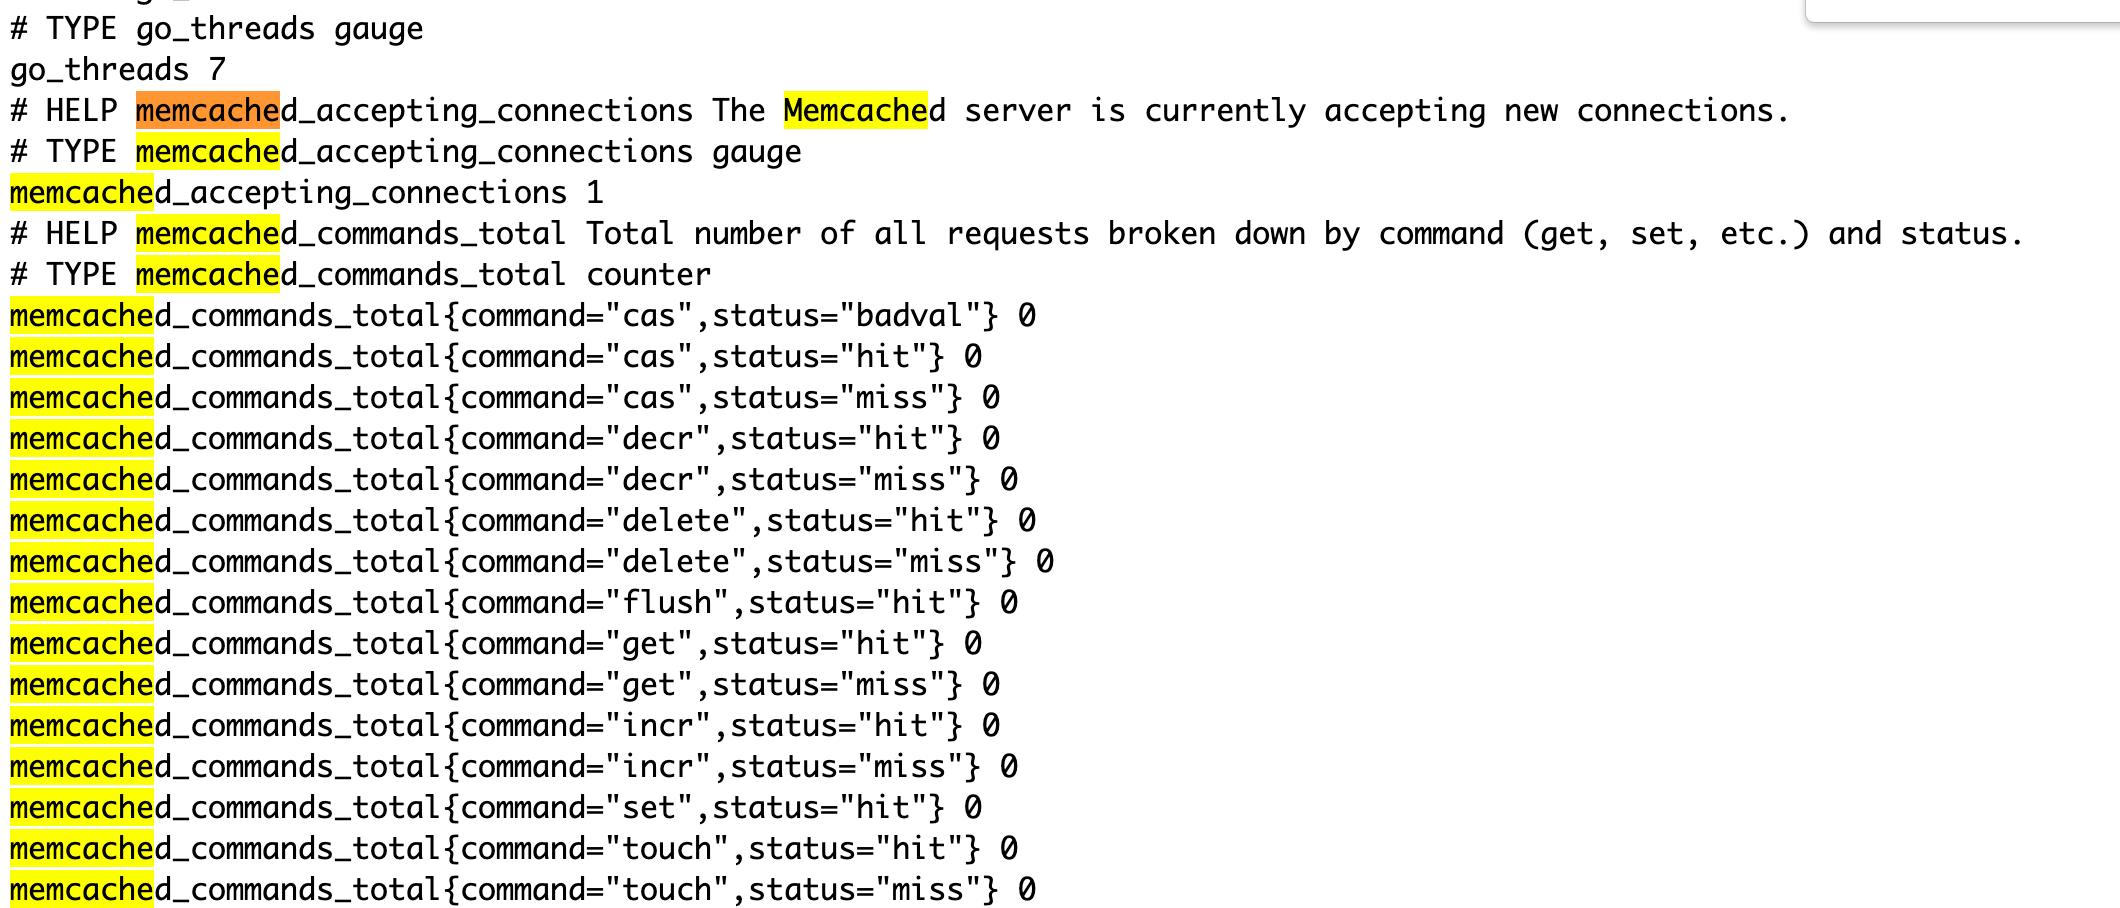 # TYPE go_threads gauge
go_threads 7
# HELP memcached_accepting_connections The Memcached server is currently accepting new connections.
# TYPE memcached_accepting_connections gauge
memcached_accepting_connections 1
# HELP memcached_commands_total Total number of all requests broken down by command (get, set, etc.) and status.
# TYPE memcached_commands_total counter
memcached_commands_total{command="cas",status="badval"} 0
memcached_commands_total{command="cas",status="hit"} 0
memcached_commands_total{command="cas",status="miss"} 0
memcached_commands_total{command="decr",status="hit"} 0
memcached_commands_total{command="decr",status="miss"} 0
memcached_commands_total{command="delete",status="hit"} 0
memcached_commands_total{command="delete",status="miss"} 0
memcached_commands_total{command="flush",status="hit"} 0
memcached_commands_total{command="get",status="hit"} 0
memcached_commands_total{command="get",status="miss"} 0
memcached_commands_total{command="incr",status="hit"} 0
memcached_commands_total{command="incr",status="miss"} 0
memcached_commands_total{command="set",status="hit"} 0
memcached_commands_total{command="touch",status="hit"} 0
memcached_commands_total{command="touch",status="miss"} 0